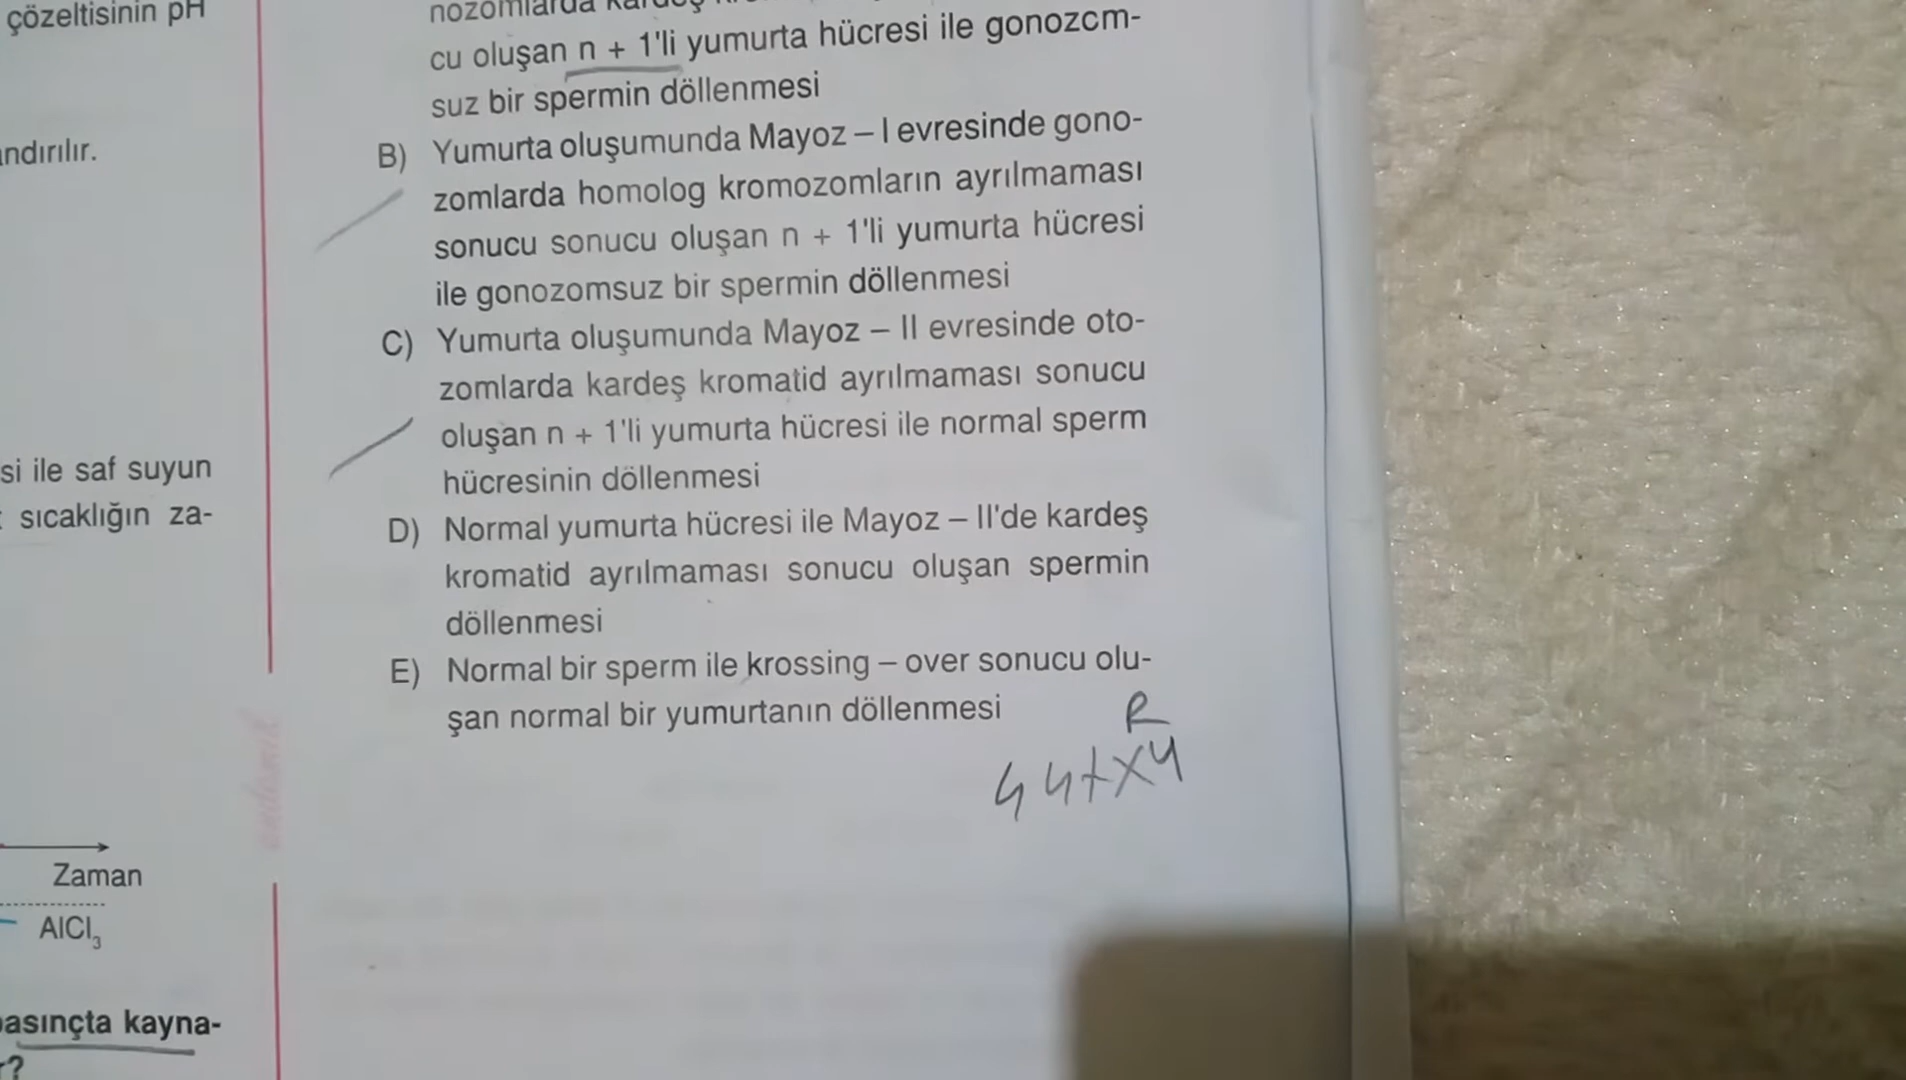 çözeltisinin pH
ndırılır.
si ile saf suyun
sıcaklığın za-
Zaman
AlCl₃
asınçta kayna-
?
cu oluşan n + 1'li yumurta hücresi ile gonozom-
suz bir spermin döllenmesi
B) Yumurta oluşumunda Mayoz – I evresinde gono-
zomlarda homolog kromozomların ayrılmaması
sonucu sonucu oluşan n + 1'li yumurta hücresi
ile gonozomsuz bir spermin döllenmesi
C) Yumurta oluşumunda Mayoz – II evresinde oto-
zomlarda kardeş kromatid ayrılmaması sonucu
oluşan n + 1'li yumurta hücresi ile normal sperm
hücresinin döllenmesi
D) Normal yumurta hücresi ile Mayoz – II'de kardeş
kromatid ayrılmaması sonucu oluşan spermin
döllenmesi
E) Normal bir sperm ile krossing – over sonucu olu-
şan normal bir yumurtanın döllenmesi
R
44+xy